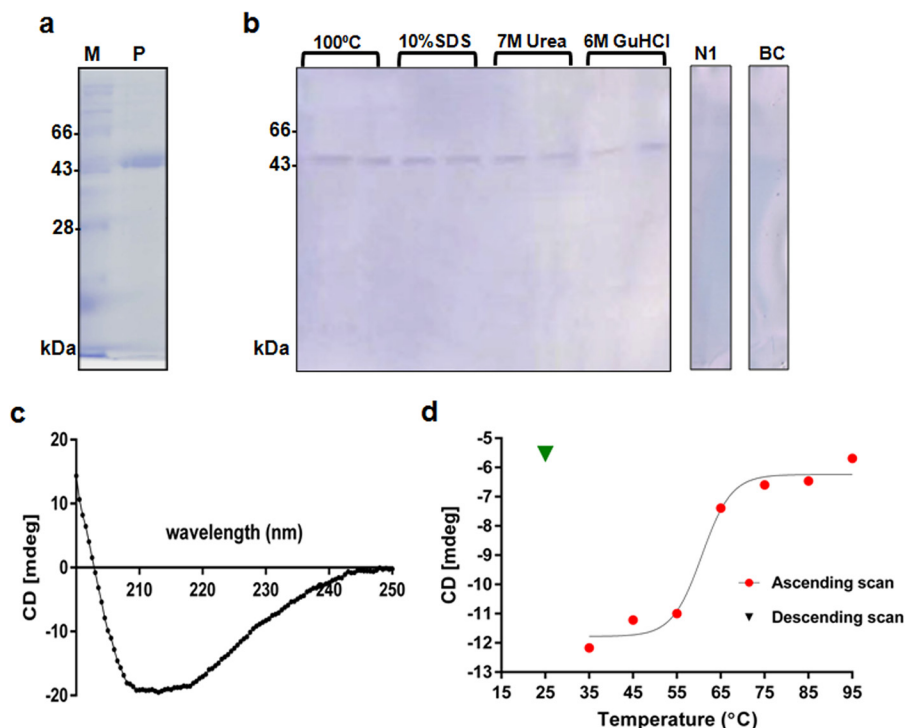 a
M P
66
43
28
kDa
b
100ºC 10%SDS 7M Urea 6M GuHCl N1 BC
66
43
kDa
c
20
10
0
-10
-20
CD [mdeg]
wavelength (nm)
210 220 230 240 250
d
-5
-6
-7
-8
-9
-10
-11
-12
-13
CD [mdeg]
Ascending scan
Descending scan
15 25 35 45 55 65 75 85 95
Temperature (°C)